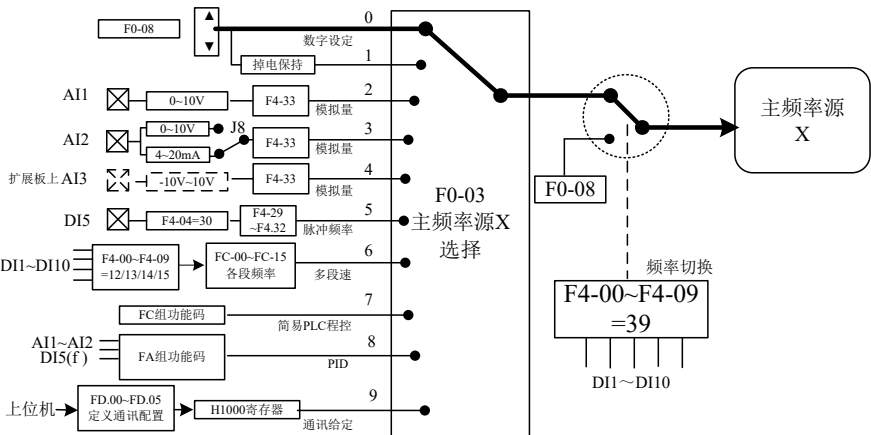 F0-08
0
数字设定
掉电保持
1
AI1
0~10V
F4-33
2
模拟量
AI2
0~10V
4~20mA
J8
F4-33
3
模拟量
扩展板上AI3
-10V~10V
F4-33
4
模拟量
DI5
F4-04=30
F4-29
~F4.32
5
脉冲频率
DI1~DI10
F4-00~F4-09
=12/13/14/15
FC-00~FC-15
各段频率
6
多段速
FC组功能码
7
简易PLC程控
AI1~AI2
DI5(f )
FA组功能码
8
PID
上位机
FD.00~FD.05
定义通讯配置
H1000寄存器
9
通讯给定
F0-03
主频率源X
选择
F0-08
主频率源
X
频率切换
F4-00~F4-09
=39
DI1~DI10